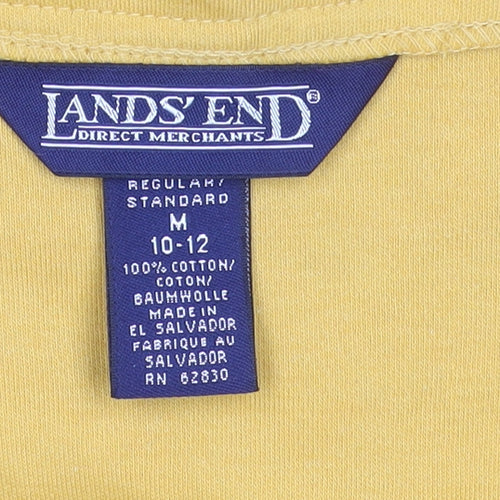 LANDS' END®
DIRECT MERCHANTS
REGULAR/
STANDARD
M
10-12
100% COTTON/
COTON/
BAUMWOLLE
MADE IN
EL SALVADOR
FABRIQUE AU
SALVADOR
RN 62830